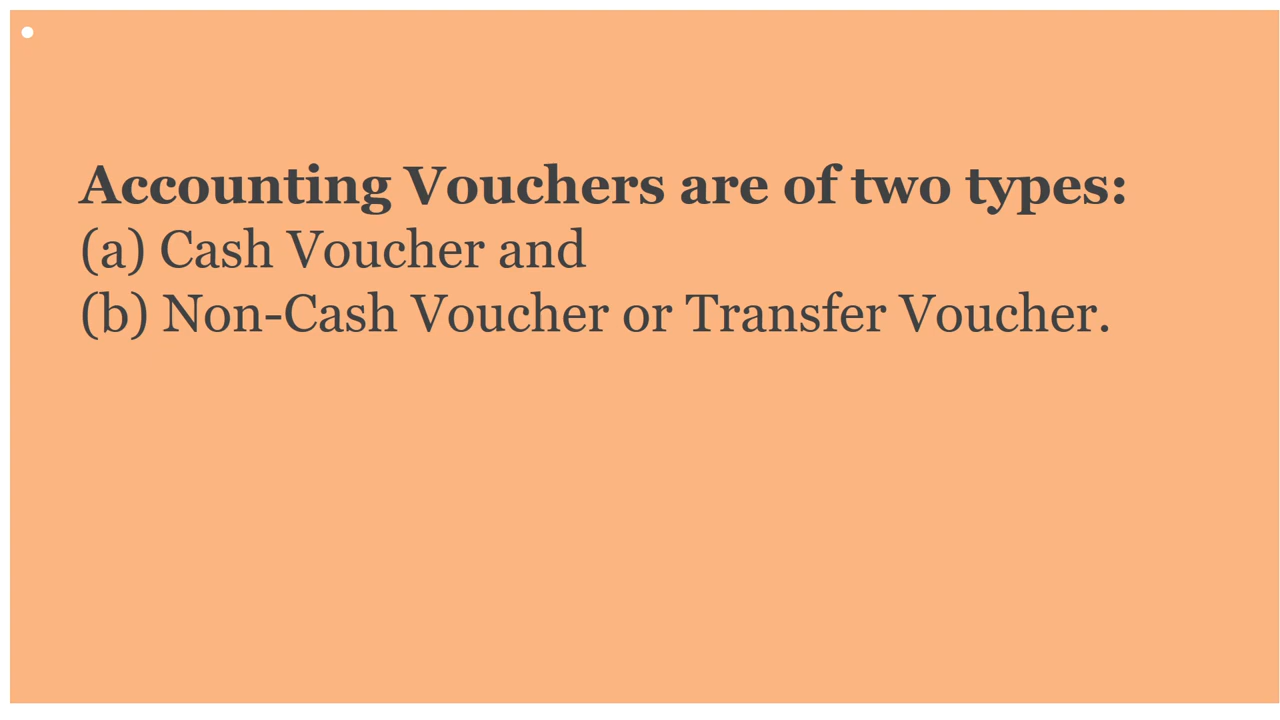 Accounting Vouchers are of two types:
(a) Cash Voucher and
(b) Non-Cash Voucher or Transfer Voucher.